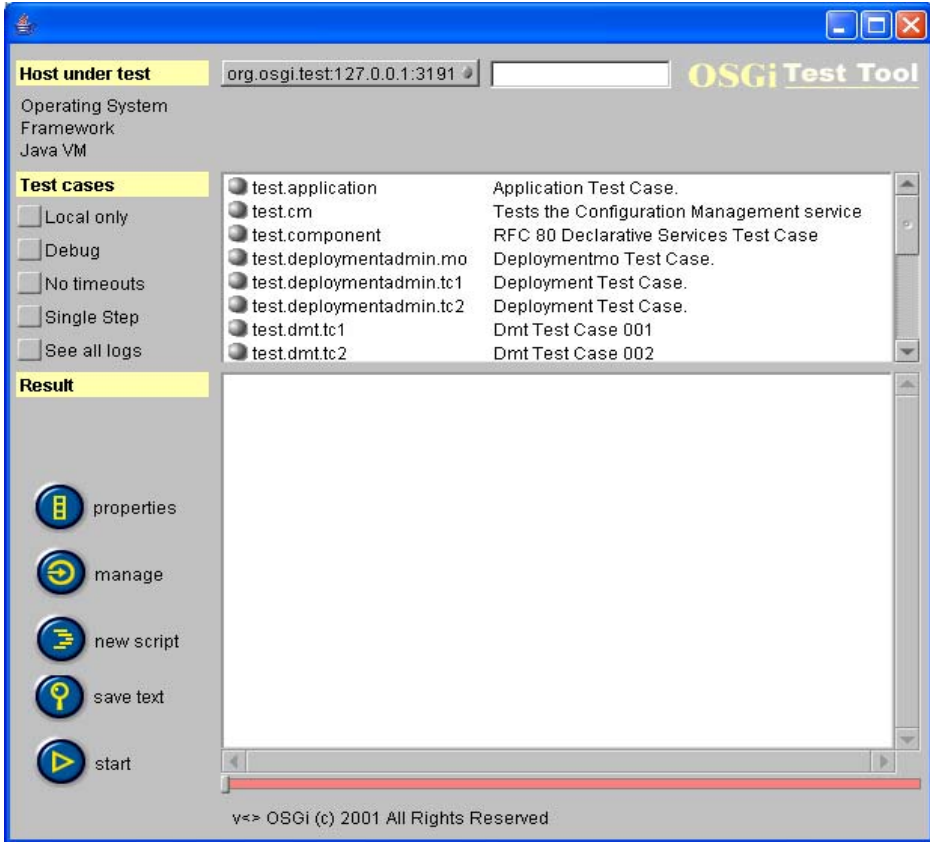 Host under test
org.osgi.test:127.0.0.1:3191
OSGi Test Tool
Operating System
Framework
Java VM
Test cases
Local only
Debug
No timeouts
Single Step
See all logs
test.application Application Test Case.
test.cm Tests the Configuration Management service
test.component RFC 80 Declarative Services Test Case
test.deploymentadmin.mo Deploymentmo Test Case.
test.deploymentadmin.tc1 Deployment Test Case.
test.deploymentadmin.tc2 Deployment Test Case.
test.dmt.tc1 Dmt Test Case 001
test.dmt.tc2 Dmt Test Case 002
Result
properties
manage
new script
save text
start
v<> OSGi (c) 2001 All Rights Reserved